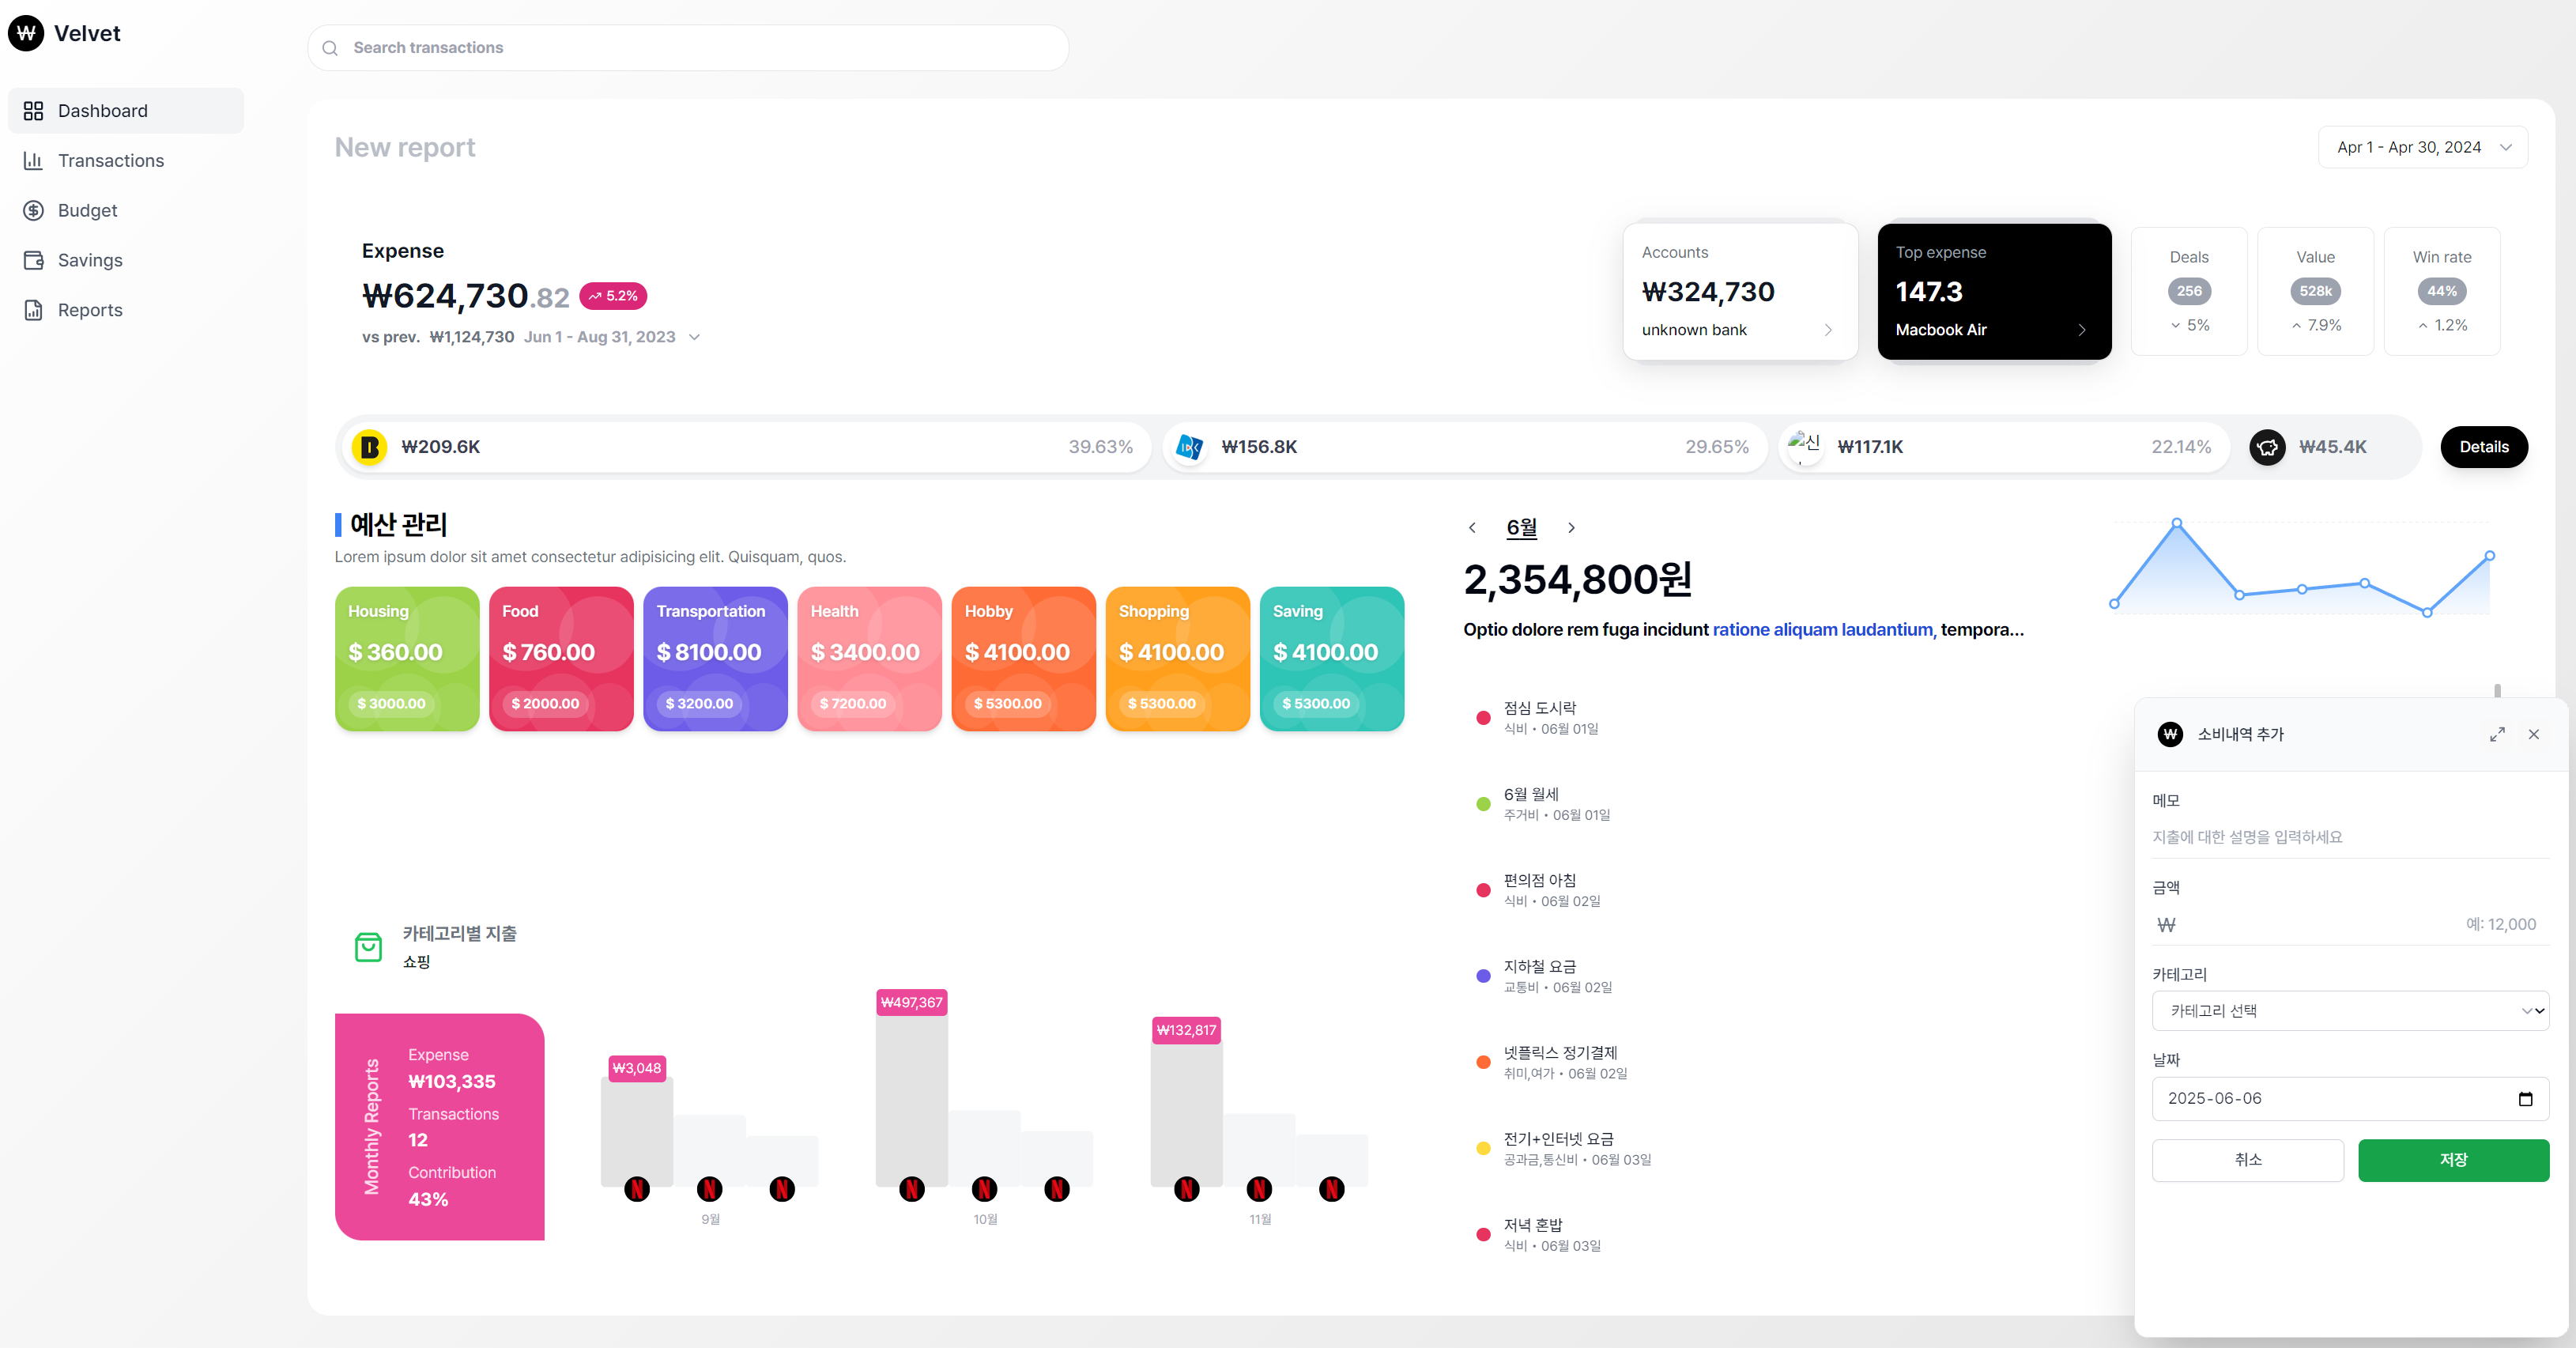 ₩ Velvet
Search transactions
Dashboard
Transactions
Budget
Savings
Reports
New report
Apr 1 - Apr 30, 2024
Expense
₩624,730.82 5.2%
vs prev. ₩1,124,730 Jun 1 - Aug 31, 2023
Accounts
₩324,730
unknown bank
Top expense
147.3
Macbook Air
Deals
256
5%
Value
528k
7.9%
Win rate
44%
1.2%
₩209.6K 39.63%
₩156.8K 29.65%
신 ₩117.1K 22.14%
₩45.4K
Details
예산 관리
Lorem ipsum dolor sit amet consectetur adipisicing elit. Quisquam, quos.
Housing
$ 360.00
$ 3000.00
Food
$ 760.00
$ 2000.00
Transportation
$ 8100.00
$ 3200.00
Health
$ 3400.00
$ 7200.00
Hobby
$ 4100.00
$ 5300.00
Shopping
$ 4100.00
$ 5300.00
Saving
$ 4100.00
$ 5300.00
카테고리별 지출
쇼핑
Monthly Reports
Expense
₩103,335
Transactions
12
Contribution
43%
₩3,048
9월
₩497,367
10월
₩132,817
11월
6월
2,354,800원
Optio dolore rem fuga incidunt ratione aliquam laudantium, tempora...
점심 도시락
식비 • 06월 01일
6월 월세
주거비 • 06월 01일
편의점 아침
식비 • 06월 02일
지하철 요금
교통비 • 06월 02일
넷플릭스 정기결제
취미,여가 • 06월 02일
전기+인터넷 요금
공과금,통신비 • 06월 03일
저녁 혼밥
식비 • 06월 03일
₩ 소비내역 추가
메모
지출에 대한 설명을 입력하세요
금액
₩ 예: 12,000
카테고리
카테고리 선택
날짜
2025-06-06
취소 저장